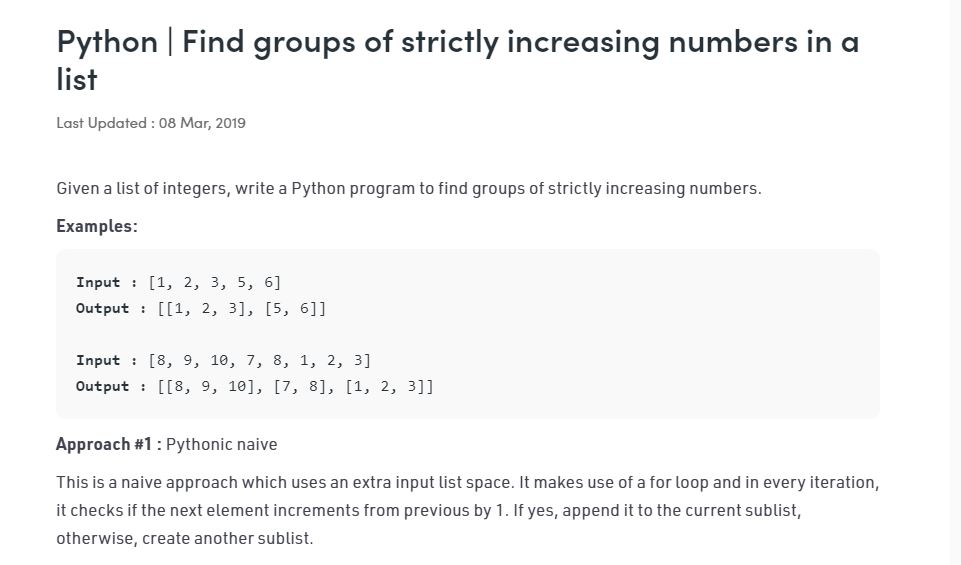 Python | Find groups of strictly increasing numbers in a
list
Last Updated : 08 Mar, 2019
Given a list of integers, write a Python program to find groups of strictly increasing numbers.
Examples:
Input : [1, 2, 3, 5, 6]
Output : [[1, 2, 3], [5, 6]]
Input : [8, 9, 10, 7, 8, 1, 2, 3]
Output : [[8, 9, 10], [7, 8], [1, 2, 3]]
Approach #1 : Pythonic naive
This is a naive approach which uses an extra input list space. It makes use of a for loop and in every iteration,
it checks if the next element increments from previous by 1. If yes, append it to the current sublist,
otherwise, create another sublist.